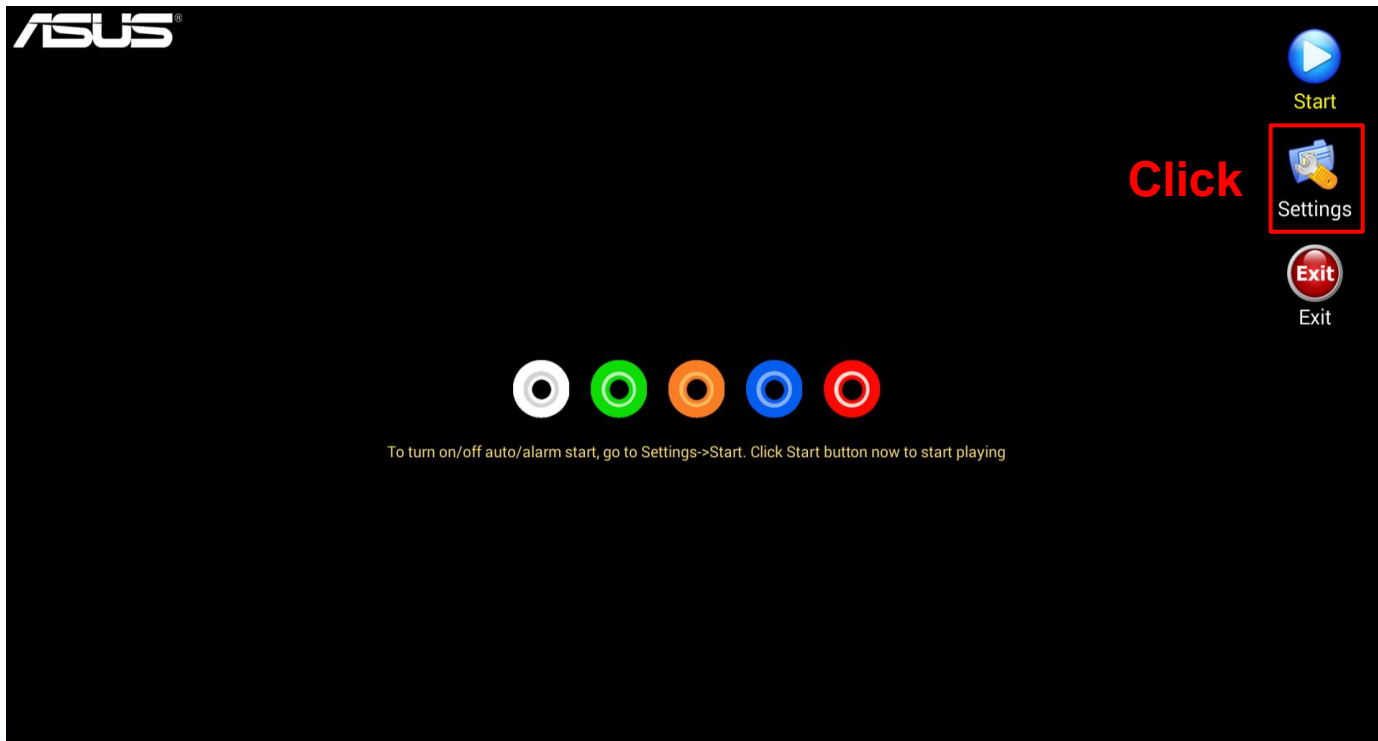 ASUS®
Start
Click
Settings
Exit
Exit
To turn on/off auto/alarm start, go to Settings->Start. Click Start button now to start playing